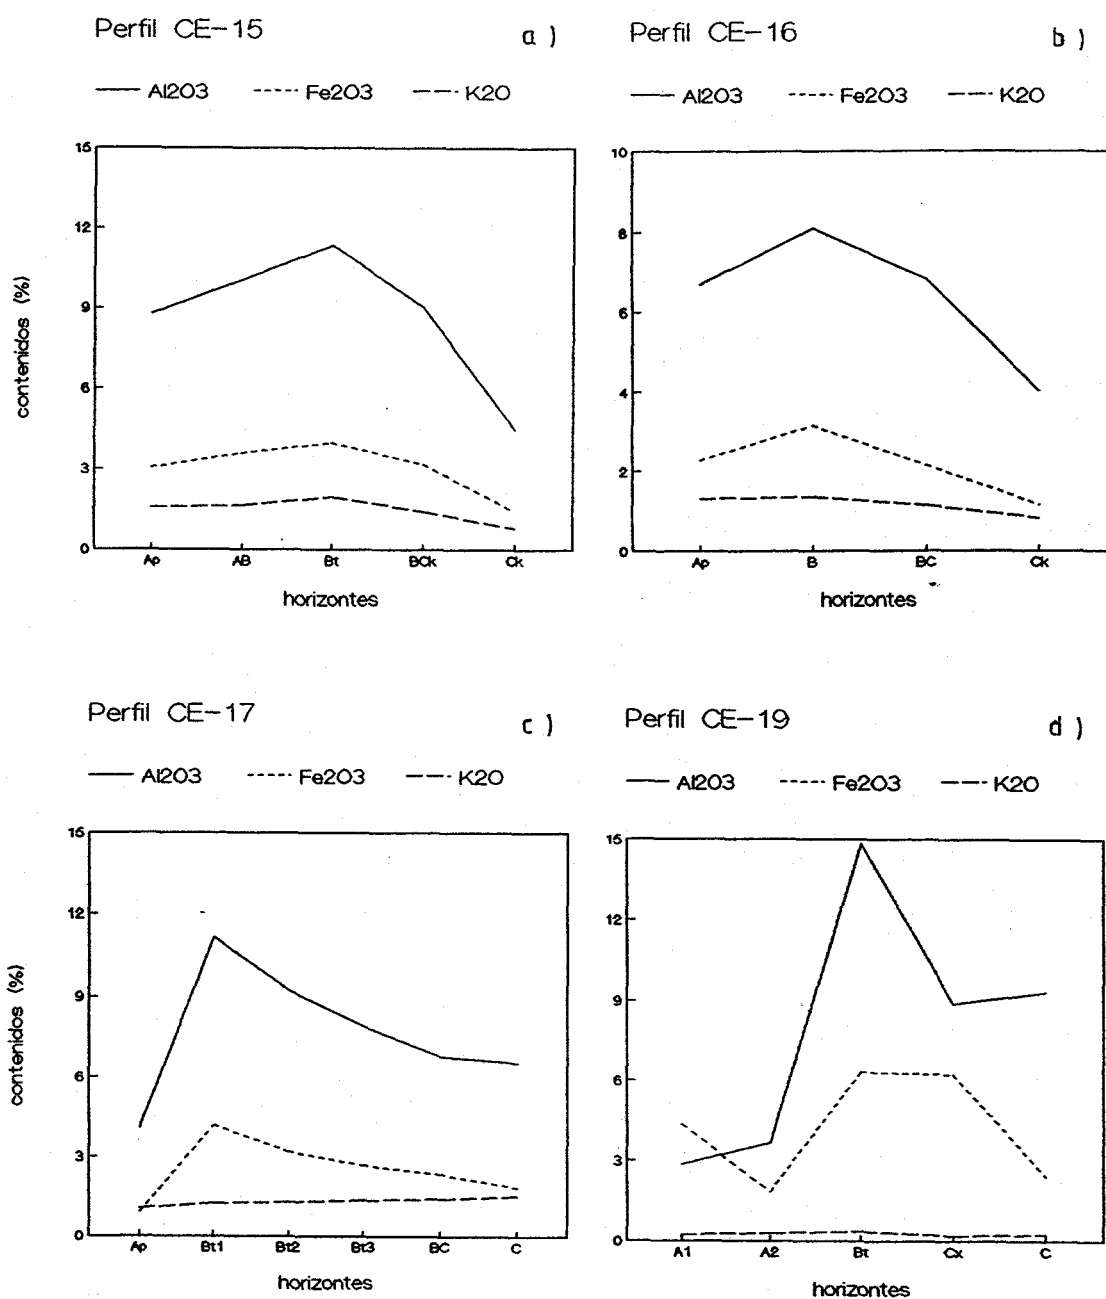 Perfil CE-15
a )
Al2O3 Fe2O3 K2O
15
12
9
6
3
0
contenidos (%)
Ap AB Bt BCk Ck
horizontes
Perfil CE-16
b )
Al2O3 Fe2O3 K2O
10
8
6
4
2
0
Ap B BC Ck
horizontes
Perfil CE-17
c )
Al2O3 Fe2O3 K2O
15
12
9
6
3
0
contenidos (%)
Ap Bt1 Bt2 Bt3 BC C
horizontes
Perfil CE-19
d )
Al2O3 Fe2O3 K2O
15
12
9
6
3
0
A1 A2 Bt Cx C
horizontes